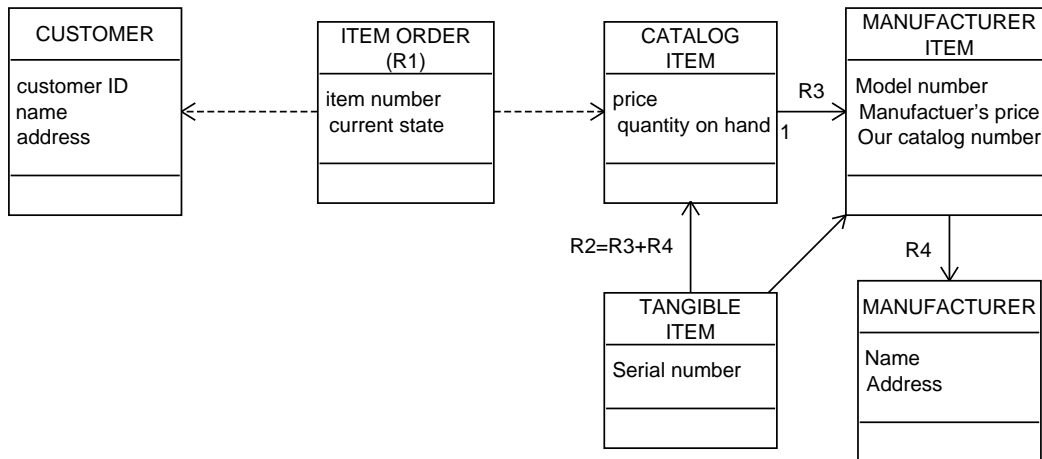 CUSTOMER
customer ID
name
address
ITEM ORDER
(R1)
item number
current state
CATALOG
ITEM
price
quantity on hand
R3
1
MANUFACTURER
ITEM
Model number
Manufactuer's price
Our catalog number
R2=R3+R4
R4
TANGIBLE
ITEM
Serial number
MANUFACTURER
Name
Address